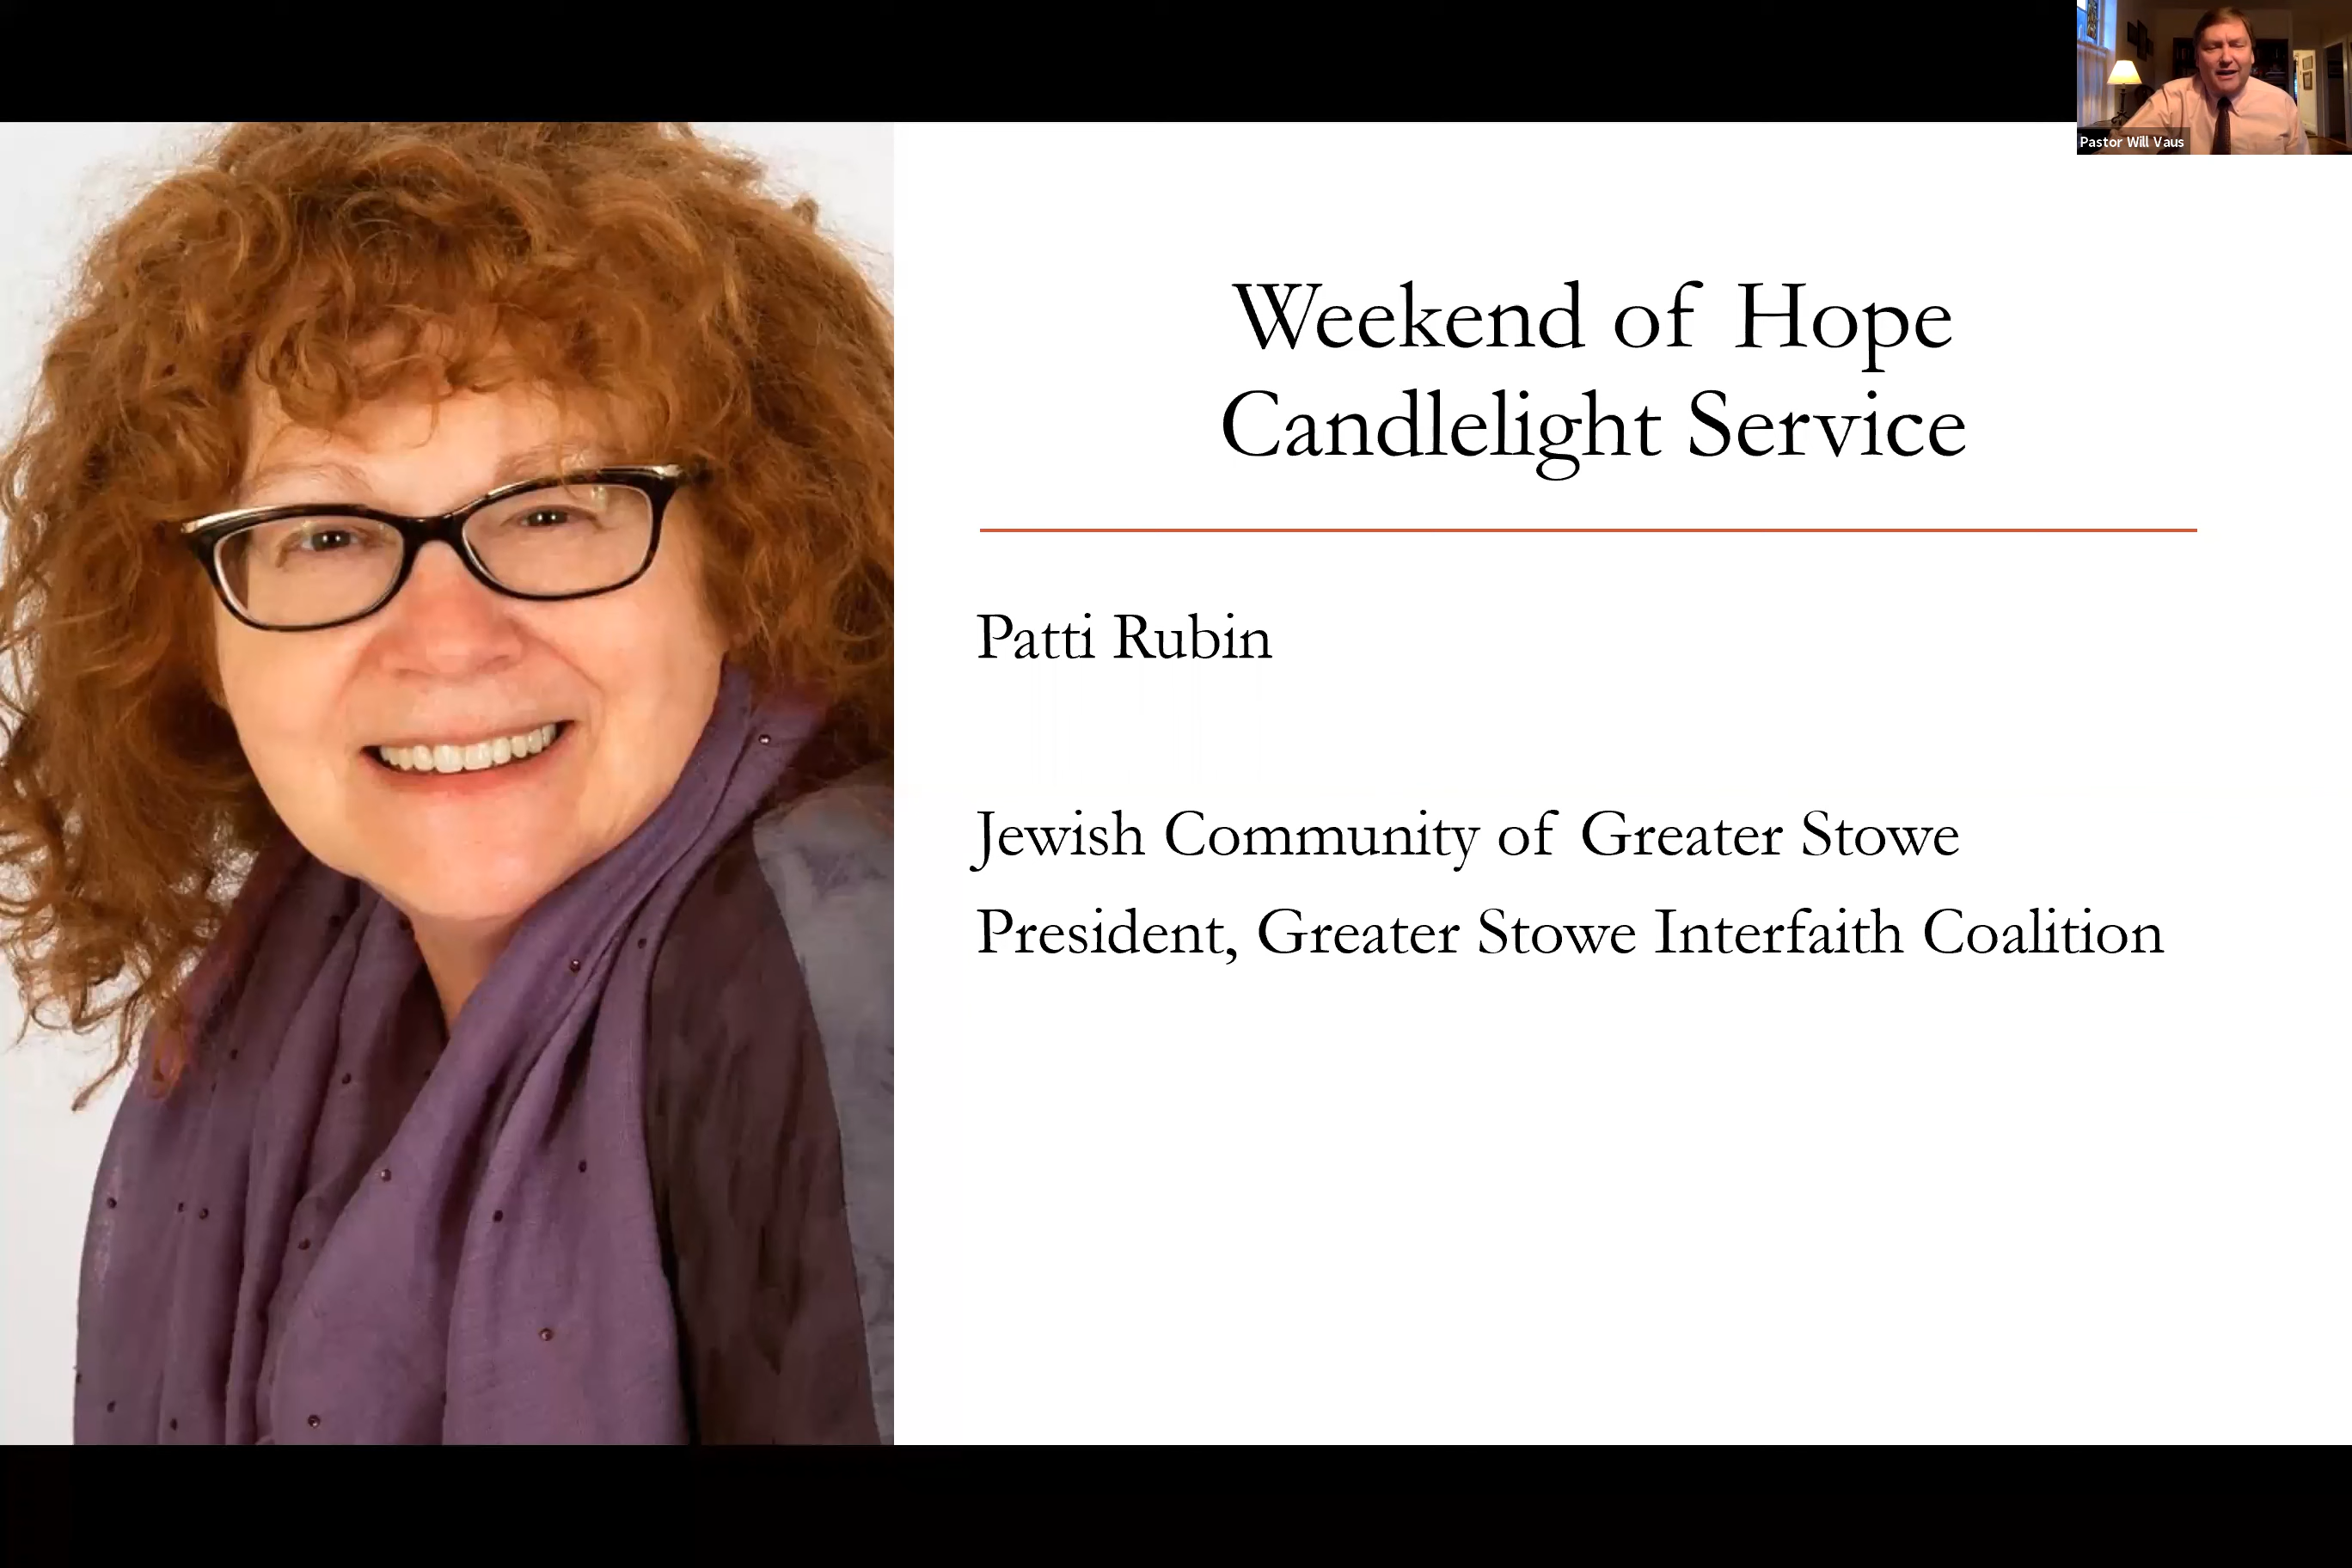 Pastor Will Vaus
Weekend of Hope
Candlelight Service
Patti Rubin
Jewish Community of Greater Stowe
President, Greater Stowe Interfaith Coalition